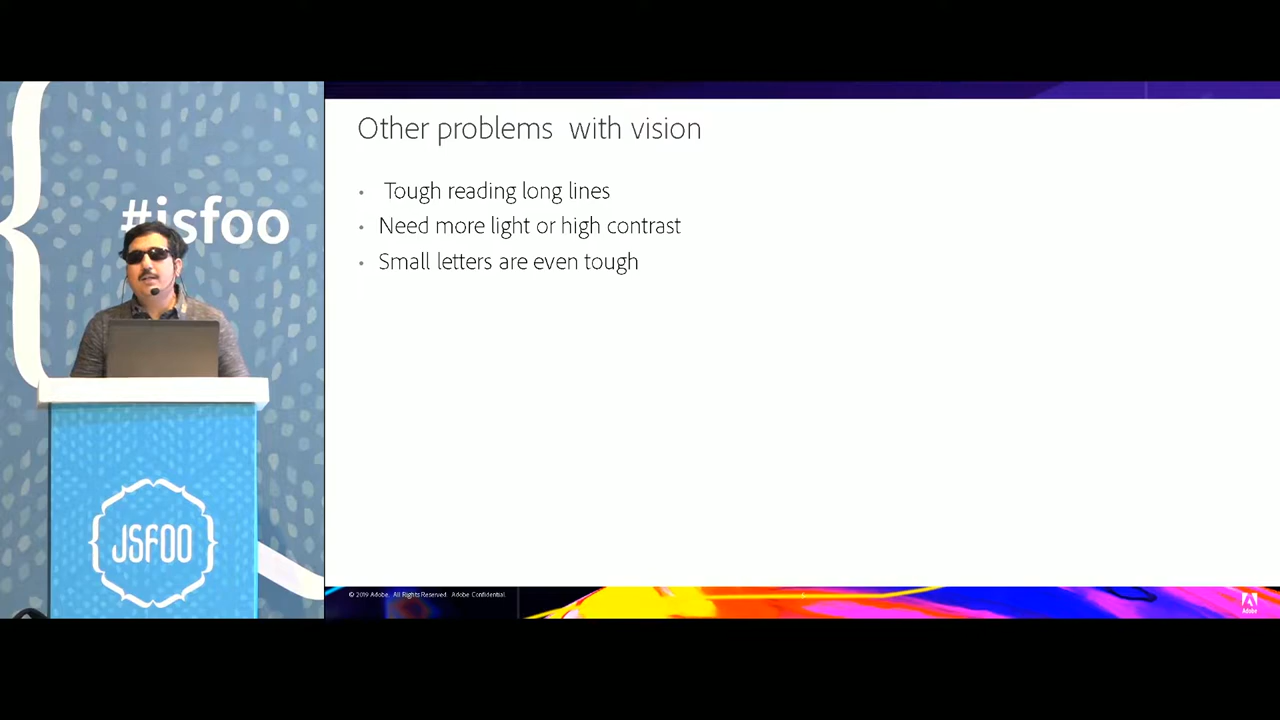 #jsfoo
JSFOO
Other problems with vision
• Tough reading long lines
• Need more light or high contrast
• Small letters are even tough
© 2019 Adobe. All Rights Reserved. Adobe Confidential.
Adobe